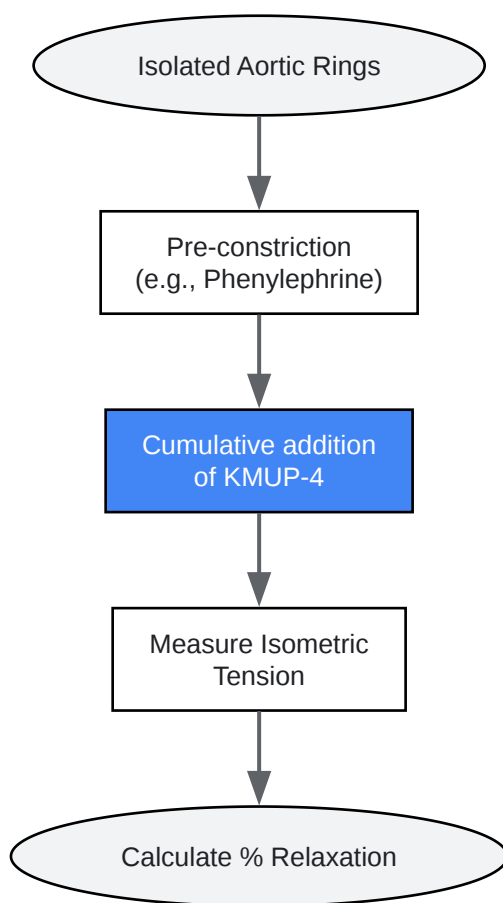 Isolated Aortic Rings
Pre-constriction
(e.g., Phenylephrine)
Cumulative addition
of KMUP-4
Measure Isometric
Tension
Calculate % Relaxation